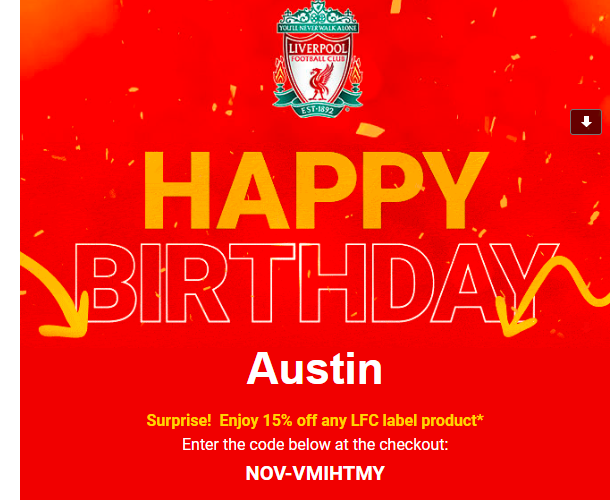 YOU'LL NEVER WALK ALONE
LIVERPOOL
FOOTBALL CLUB
EST·1892
©
HAPPY
BIRTHDAY
Austin
Surprise!  Enjoy 15% off any LFC label product*
Enter the code below at the checkout:
NOV-VMIHTMY